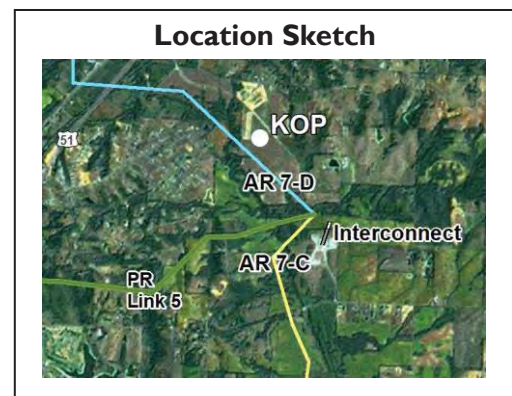 Location Sketch
KOP
51
AR 7-D
Interconnect
AR 7-C
PR
Link 5